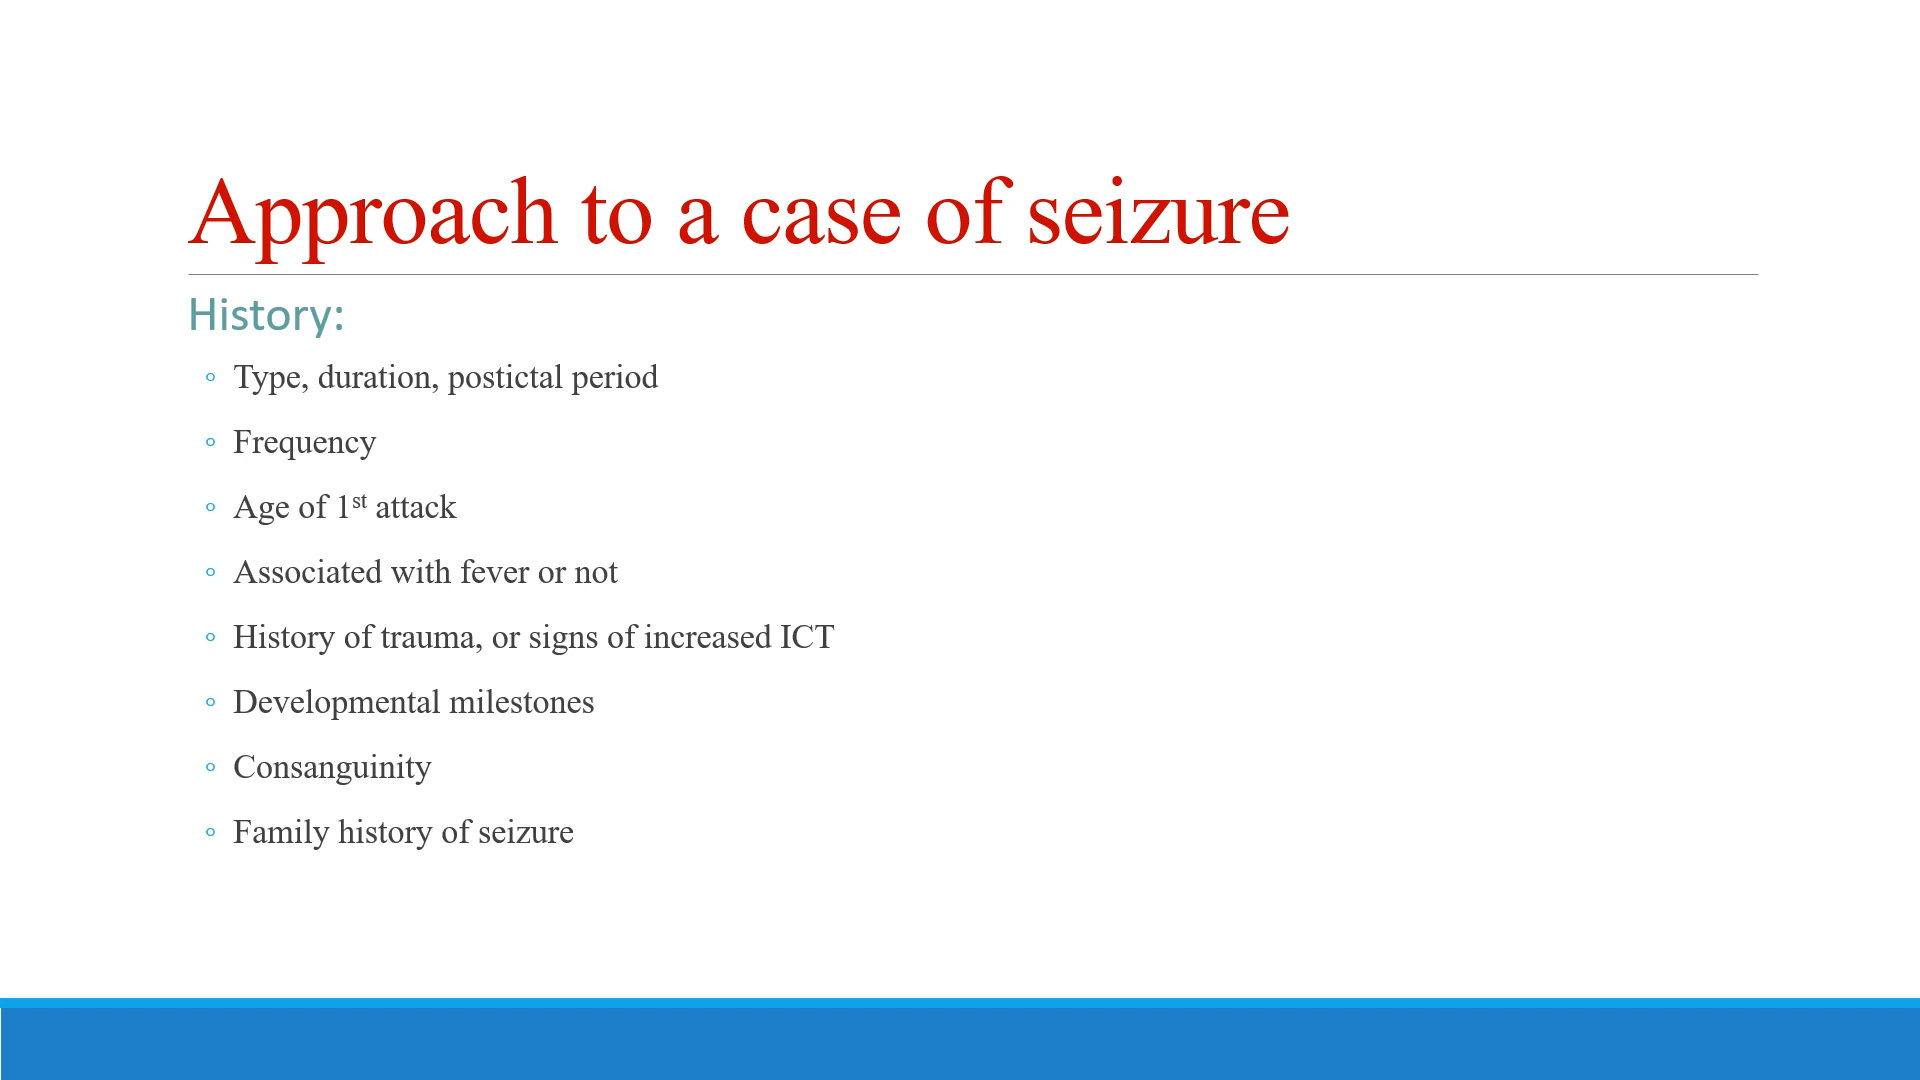 Approach to a case of seizure
History:
◦ Type, duration, postictal period
◦ Frequency
◦ Age of 1st attack
◦ Associated with fever or not
◦ History of trauma, or signs of increased ICT
◦ Developmental milestones
◦ Consanguinity
◦ Family history of seizure